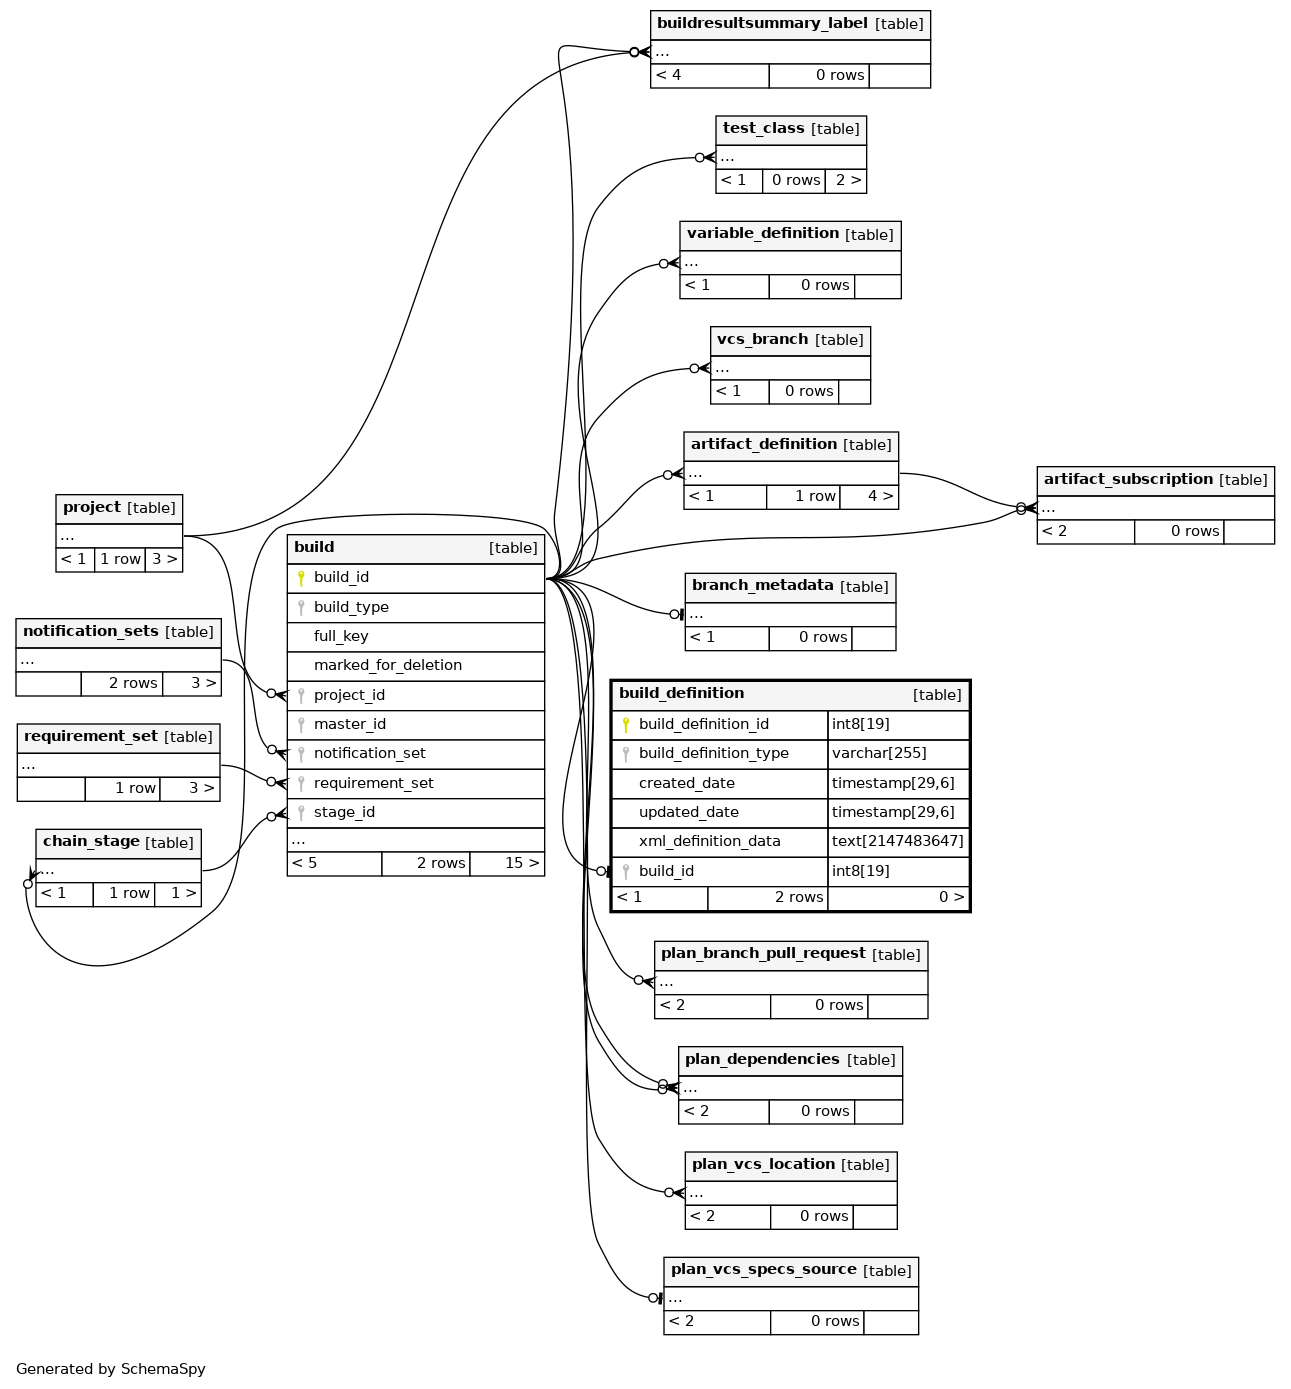 buildresultsummary_label [table]
...
< 4 0 rows
test_class [table]
...
< 1 0 rows 2 >
variable_definition [table]
...
< 1 0 rows
vcs_branch [table]
...
< 1 0 rows
artifact_definition [table]
...
< 1 1 row 4 >
artifact_subscription [table]
...
< 2 0 rows
project [table]
...
< 1 1 row 3 >
notification_sets [table]
...
2 rows 3 >
requirement_set [table]
...
1 row 3 >
chain_stage [table]
...
< 1 1 row 1 >
build [table]
build_id
build_type
full_key
marked_for_deletion
project_id
master_id
notification_set
requirement_set
stage_id
...
< 5 2 rows 15 >
branch_metadata [table]
...
< 1 0 rows
build_definition [table]
build_definition_id int8[19]
build_definition_type varchar[255]
created_date timestamp[29,6]
updated_date timestamp[29,6]
xml_definition_data text[2147483647]
build_id int8[19]
< 1 2 rows 0 >
plan_branch_pull_request [table]
...
< 2 0 rows
plan_dependencies [table]
...
< 2 0 rows
plan_vcs_location [table]
...
< 2 0 rows
plan_vcs_specs_source [table]
...
< 2 0 rows
Generated by SchemaSpy